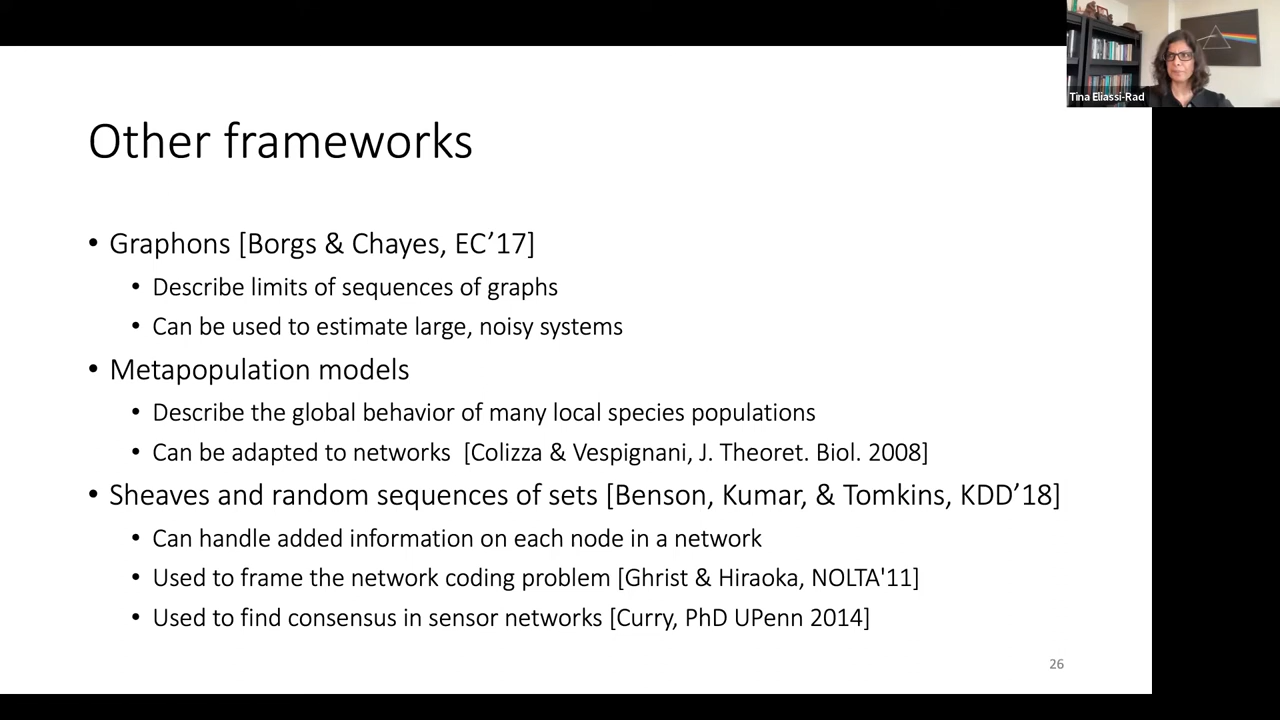 Tina Eliassi-Rad
Other frameworks
• Graphons [Borgs & Chayes, EC’17]
• Describe limits of sequences of graphs
• Can be used to estimate large, noisy systems
• Metapopulation models
• Describe the global behavior of many local species populations
• Can be adapted to networks [Colizza & Vespignani, J. Theoret. Biol. 2008]
• Sheaves and random sequences of sets [Benson, Kumar, & Tomkins, KDD’18]
• Can handle added information on each node in a network
• Used to frame the network coding problem [Ghrist & Hiraoka, NOLTA'11]
• Used to find consensus in sensor networks [Curry, PhD UPenn 2014]
26